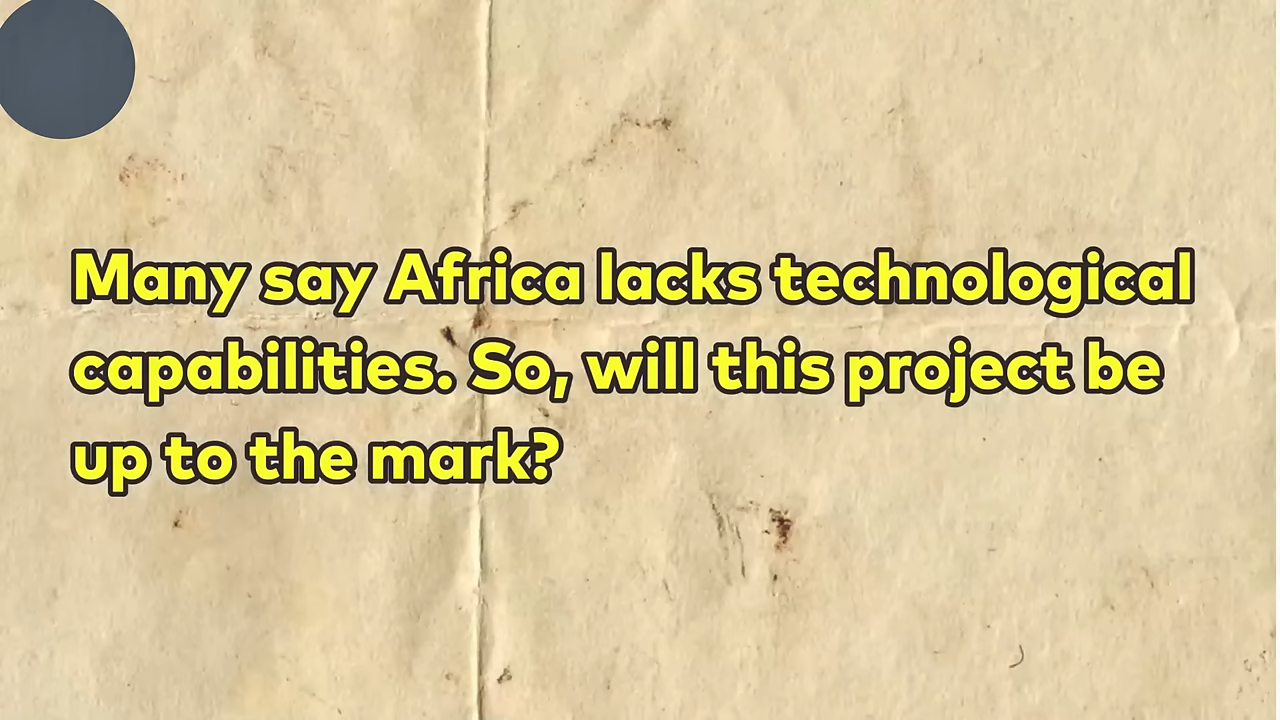 Many say Africa lacks technological
capabilities. So, will this project be
up to the mark?